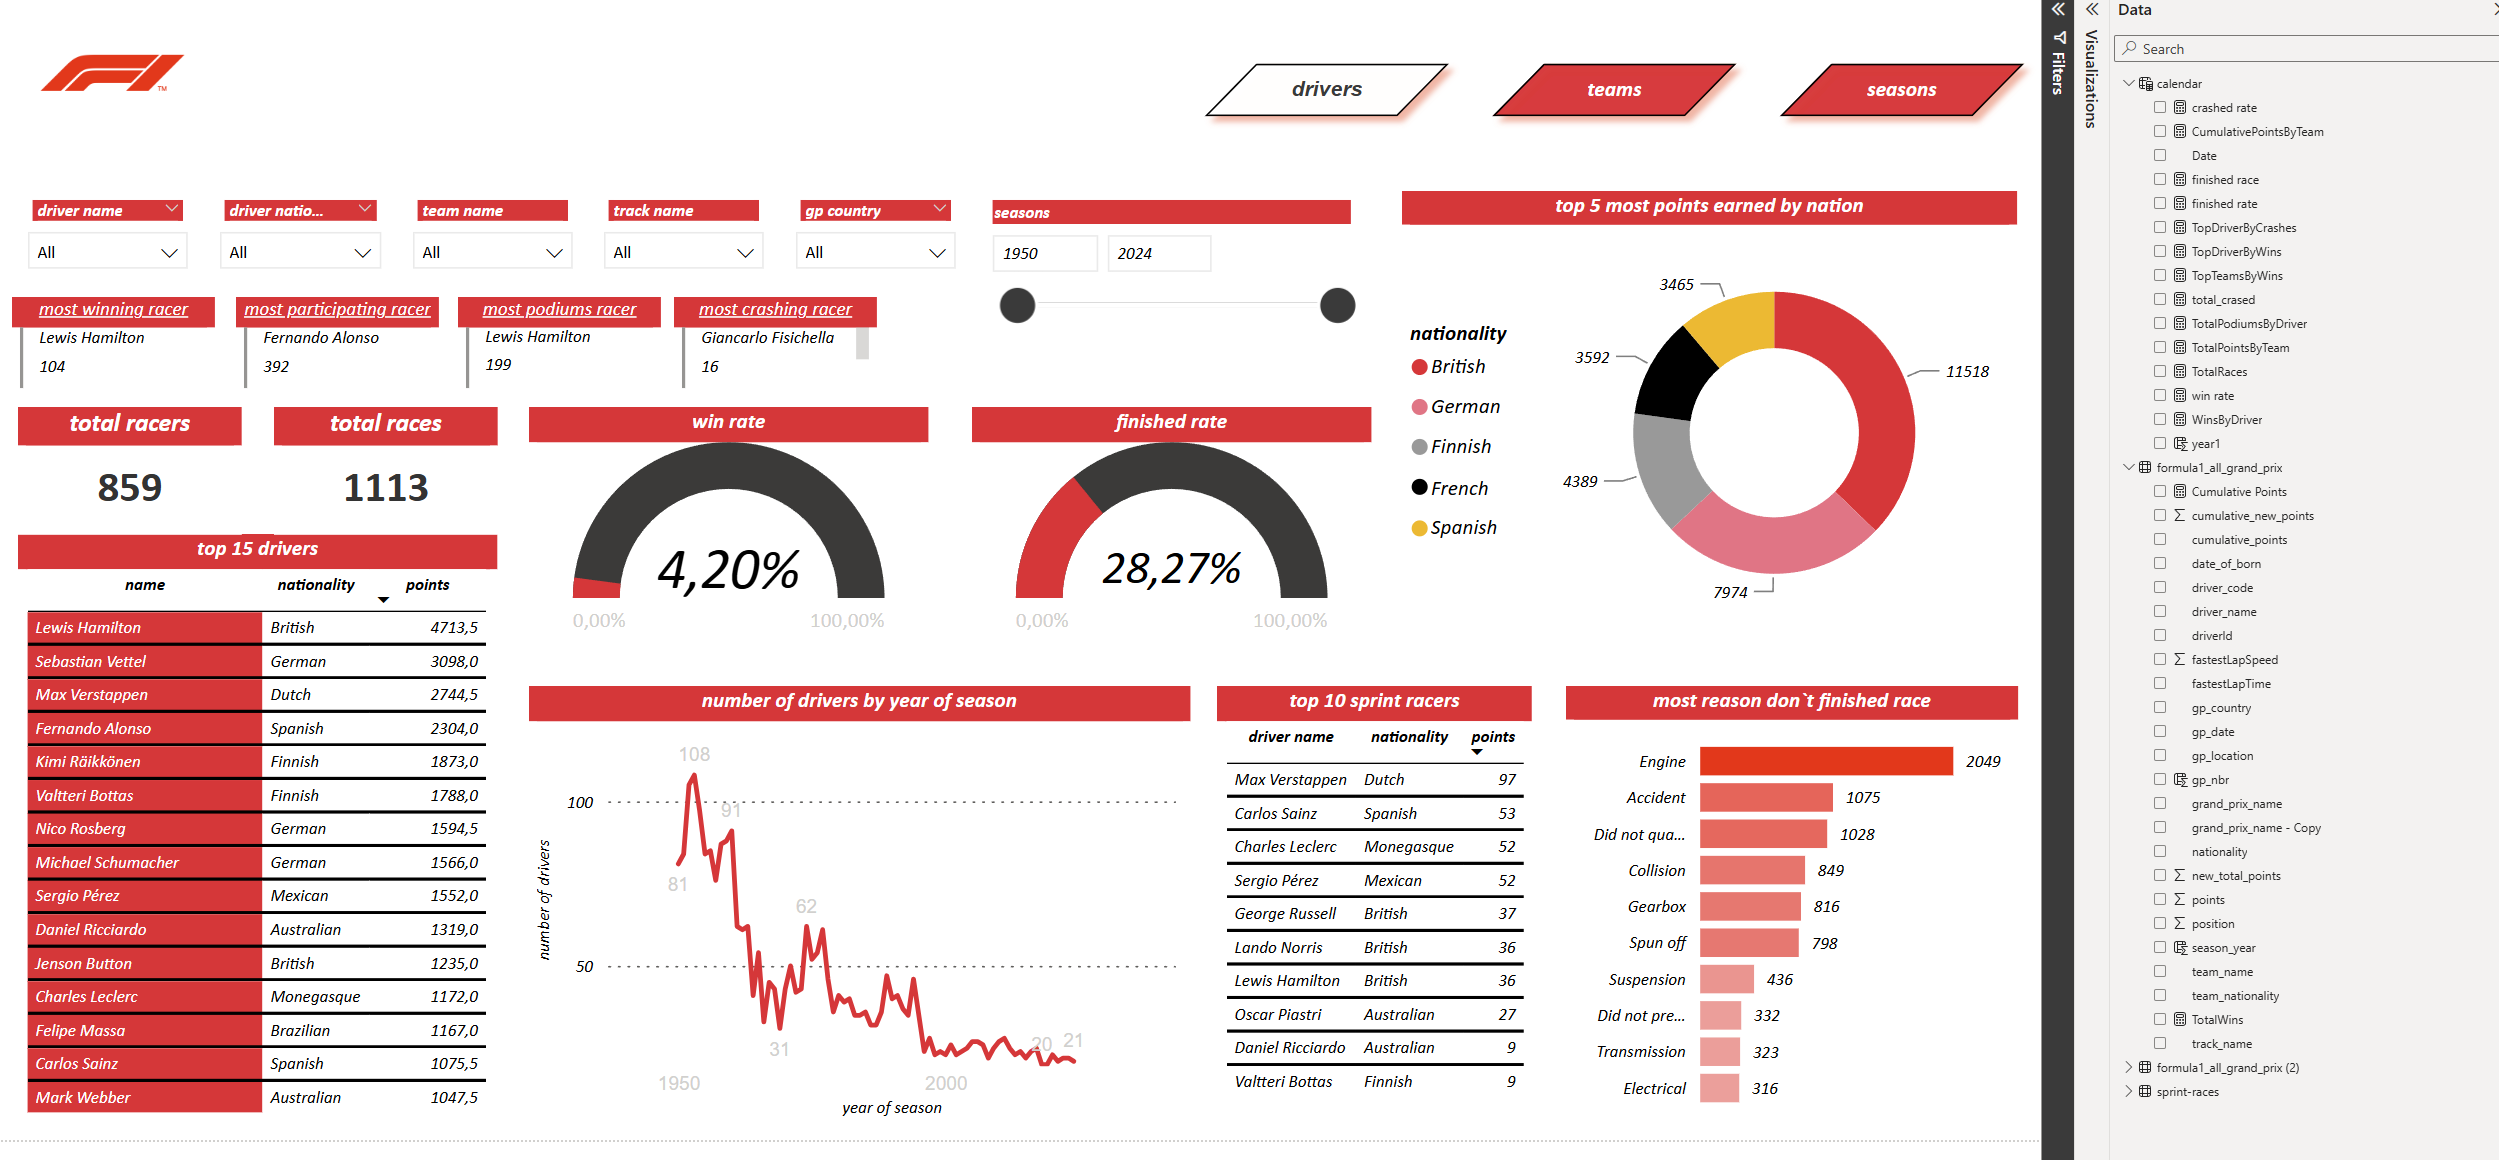 TM
drivers
teams
seasons
driver name
driver natio...
team name
track name
gp country
seasons
All
All
All
All
All
1950
2024
most winning racer
most participating racer
most podiums racer
most crashing racer
Lewis Hamilton
Fernando Alonso
Lewis Hamilton
Giancarlo Fisichella
104
392
199
16
total racers
total races
859
1113
win rate
4,20%
0,00%
100,00%
finished rate
28,27%
0,00%
100,00%
top 5 most points earned by nation
nationality
British
German
Finnish
French
Spanish
3465
3592
4389
7974
11518
top 15 drivers
name nationality points
Lewis Hamilton British 4713,5
Sebastian Vettel German 3098,0
Max Verstappen Dutch 2744,5
Fernando Alonso Spanish 2304,0
Kimi Räikkönen Finnish 1873,0
Valtteri Bottas Finnish 1788,0
Nico Rosberg German 1594,5
Michael Schumacher German 1566,0
Sergio Pérez Mexican 1552,0
Daniel Ricciardo Australian 1319,0
Jenson Button British 1235,0
Charles Leclerc Monegasque 1172,0
Felipe Massa Brazilian 1167,0
Carlos Sainz Spanish 1075,5
Mark Webber Australian 1047,5
number of drivers by year of season
number of drivers
100
50
108
91
81
62
31
20
21
1950
2000
year of season
top 10 sprint racers
driver name nationality points
Max Verstappen Dutch 97
Carlos Sainz Spanish 53
Charles Leclerc Monegasque 52
Sergio Pérez Mexican 52
George Russell British 37
Lando Norris British 36
Lewis Hamilton British 36
Oscar Piastri Australian 27
Daniel Ricciardo Australian 9
Valtteri Bottas Finnish 9
most reason don`t finished race
Engine 2049
Accident 1075
Did not qua... 1028
Collision 849
Gearbox 816
Spun off 798
Suspension 436
Did not pre... 332
Transmission 323
Electrical 316
Filters
Visualizations
Data
Search
calendar
crashed rate
CumulativePointsByTeam
Date
finished race
finished rate
TopDriverByCrashes
TopDriverByWins
TopTeamsByWins
total_crased
TotalPodiumsByDriver
TotalPointsByTeam
TotalRaces
win rate
WinsByDriver
year1
formula1_all_grand_prix
Cumulative Points
cumulative_new_points
cumulative_points
date_of_born
driver_code
driver_name
driverId
fastestLapSpeed
fastestLapTime
gp_country
gp_date
gp_location
gp_nbr
grand_prix_name
grand_prix_name - Copy
nationality
new_total_points
points
position
season_year
team_name
team_nationality
TotalWins
track_name
formula1_all_grand_prix (2)
sprint-races